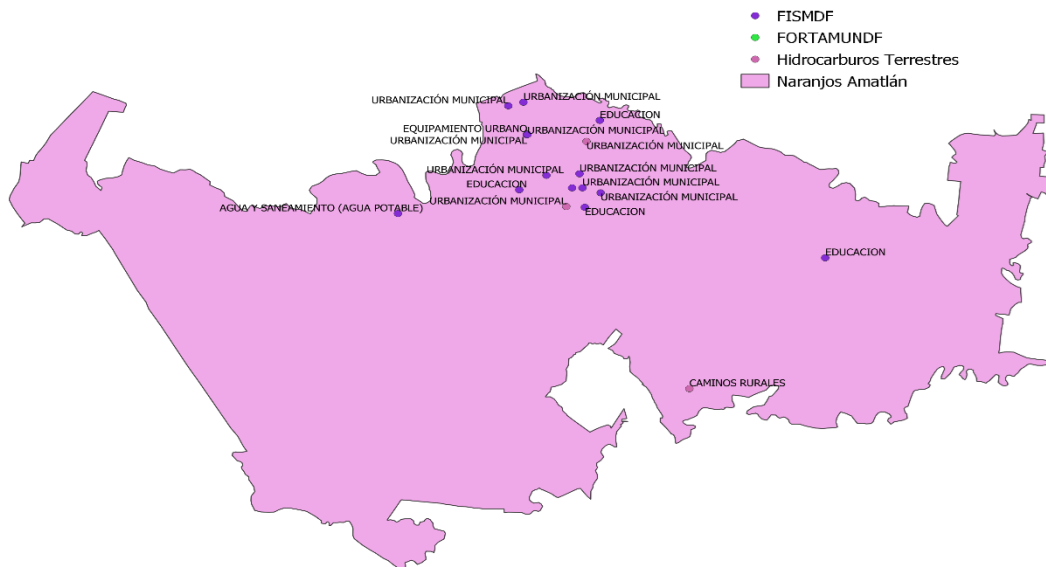 FISMDF
FORTAMUNDF
Hidrocarburos Terrestres
Naranjos Amatlán
URBANIZACIÓN MUNICIPAL
URBANIZACIÓN MUNICIPAL
EDUCACION
EQUIPAMIENTO URBANO
URBANIZACIÓN MUNICIPAL
URBANIZACIÓN MUNICIPAL
URBANIZACIÓN MUNICIPAL
URBANIZACIÓN MUNICIPAL
URBANIZACIÓN MUNICIPAL
EDUCACION
URBANIZACIÓN MUNICIPAL
URBANIZACIÓN MUNICIPAL
URBANIZACIÓN MUNICIPAL
AGUA Y SANEAMIENTO (AGUA POTABLE)
EDUCACION
EDUCACION
CAMINOS RURALES